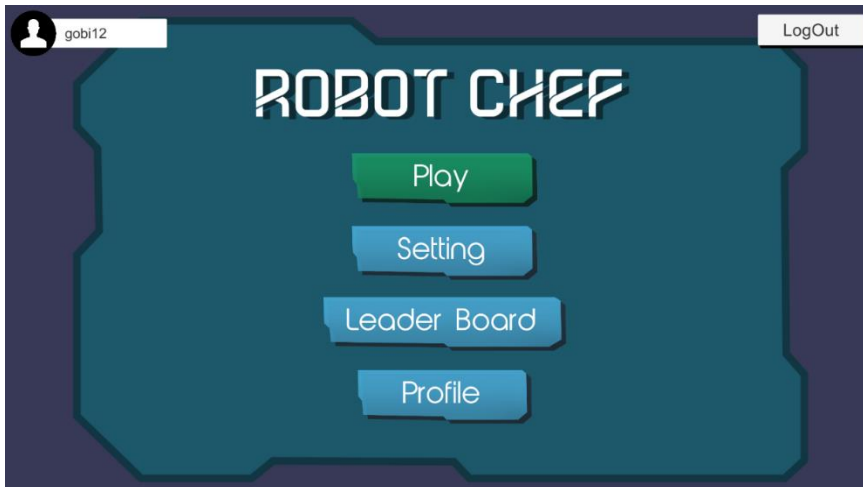 gobi12
LogOut
ROBOT CHEF
Play
Setting
Leader Board
Profile